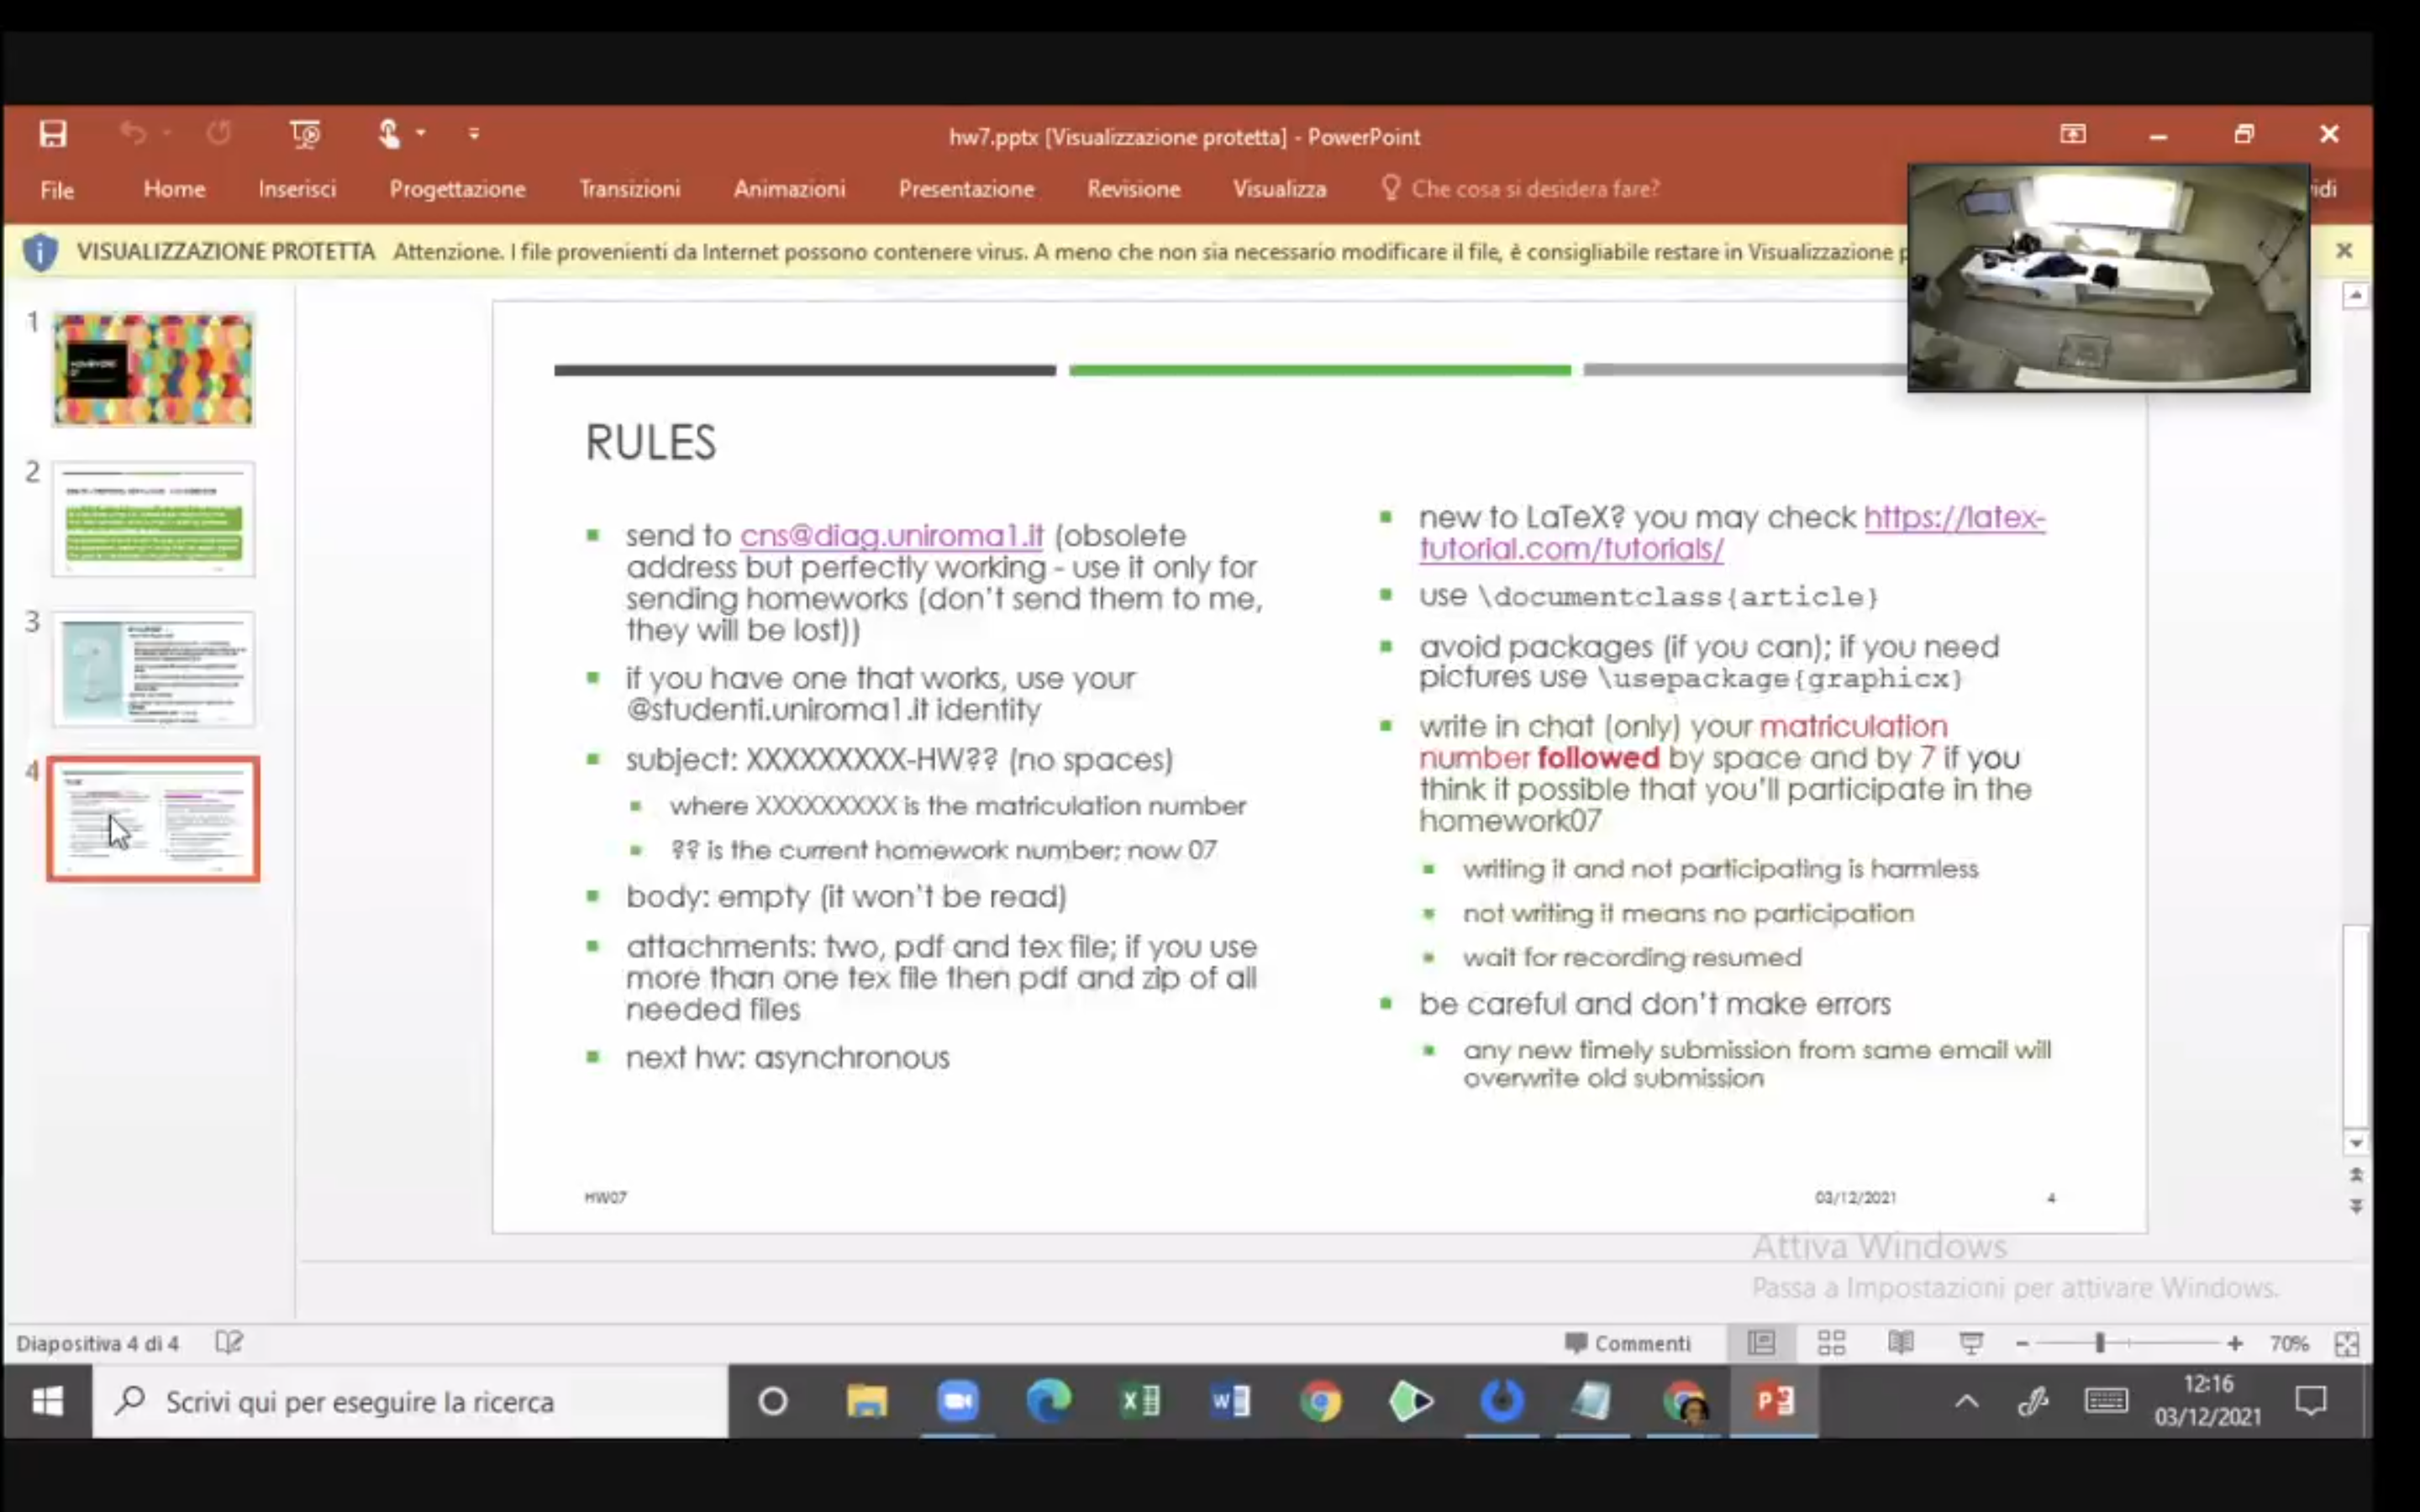 hw7.pptx [Visualizzazione protetta] - PowerPoint
File Home Inserisci Progettazione Transizioni Animazioni Presentazione Revisione Visualizza Che cosa si desidera fare? idi
VISUALIZZAZIONE PROTETTA Attenzione. I file provenienti da Internet possono contenere virus. A meno che non sia necessario modificare il file, è consigliabile restare in Visualizzazione p
1
2
3
4
RULES
send to cns@diag.uniroma1.it (obsolete
address but perfectly working - use it only for
sending homeworks (don't send them to me,
they will be lost))
if you have one that works, use your
@studenti.uniroma1.it identity
subject: XXXXXXXXX-HW?? (no spaces)
where XXXXXXXXX is the matriculation number
?? is the current homework number; now 07
body: empty (it won't be read)
attachments: two, pdf and tex file; if you use
more than one tex file then pdf and zip of all
needed files
next hw: asynchronous
new to LaTeX? you may check https://latex-
tutorial.com/tutorials/
use \documentclass{article}
avoid packages (if you can); if you need
pictures use \usepackage{graphicx}
write in chat (only) your matriculation
number followed by space and by 7 if you
think it possible that you'll participate in the
homework07
writing it and not participating is harmless
not writing it means no participation
wait for recording resumed
be careful and don't make errors
any new timely submission from same email will
overwrite old submission
HW07
03/12/2021
4
Attiva Windows
Passa a Impostazioni per attivare Windows.
Diapositiva 4 di 4
Commenti
70%
Scrivi qui per eseguire la ricerca
12:16
03/12/2021